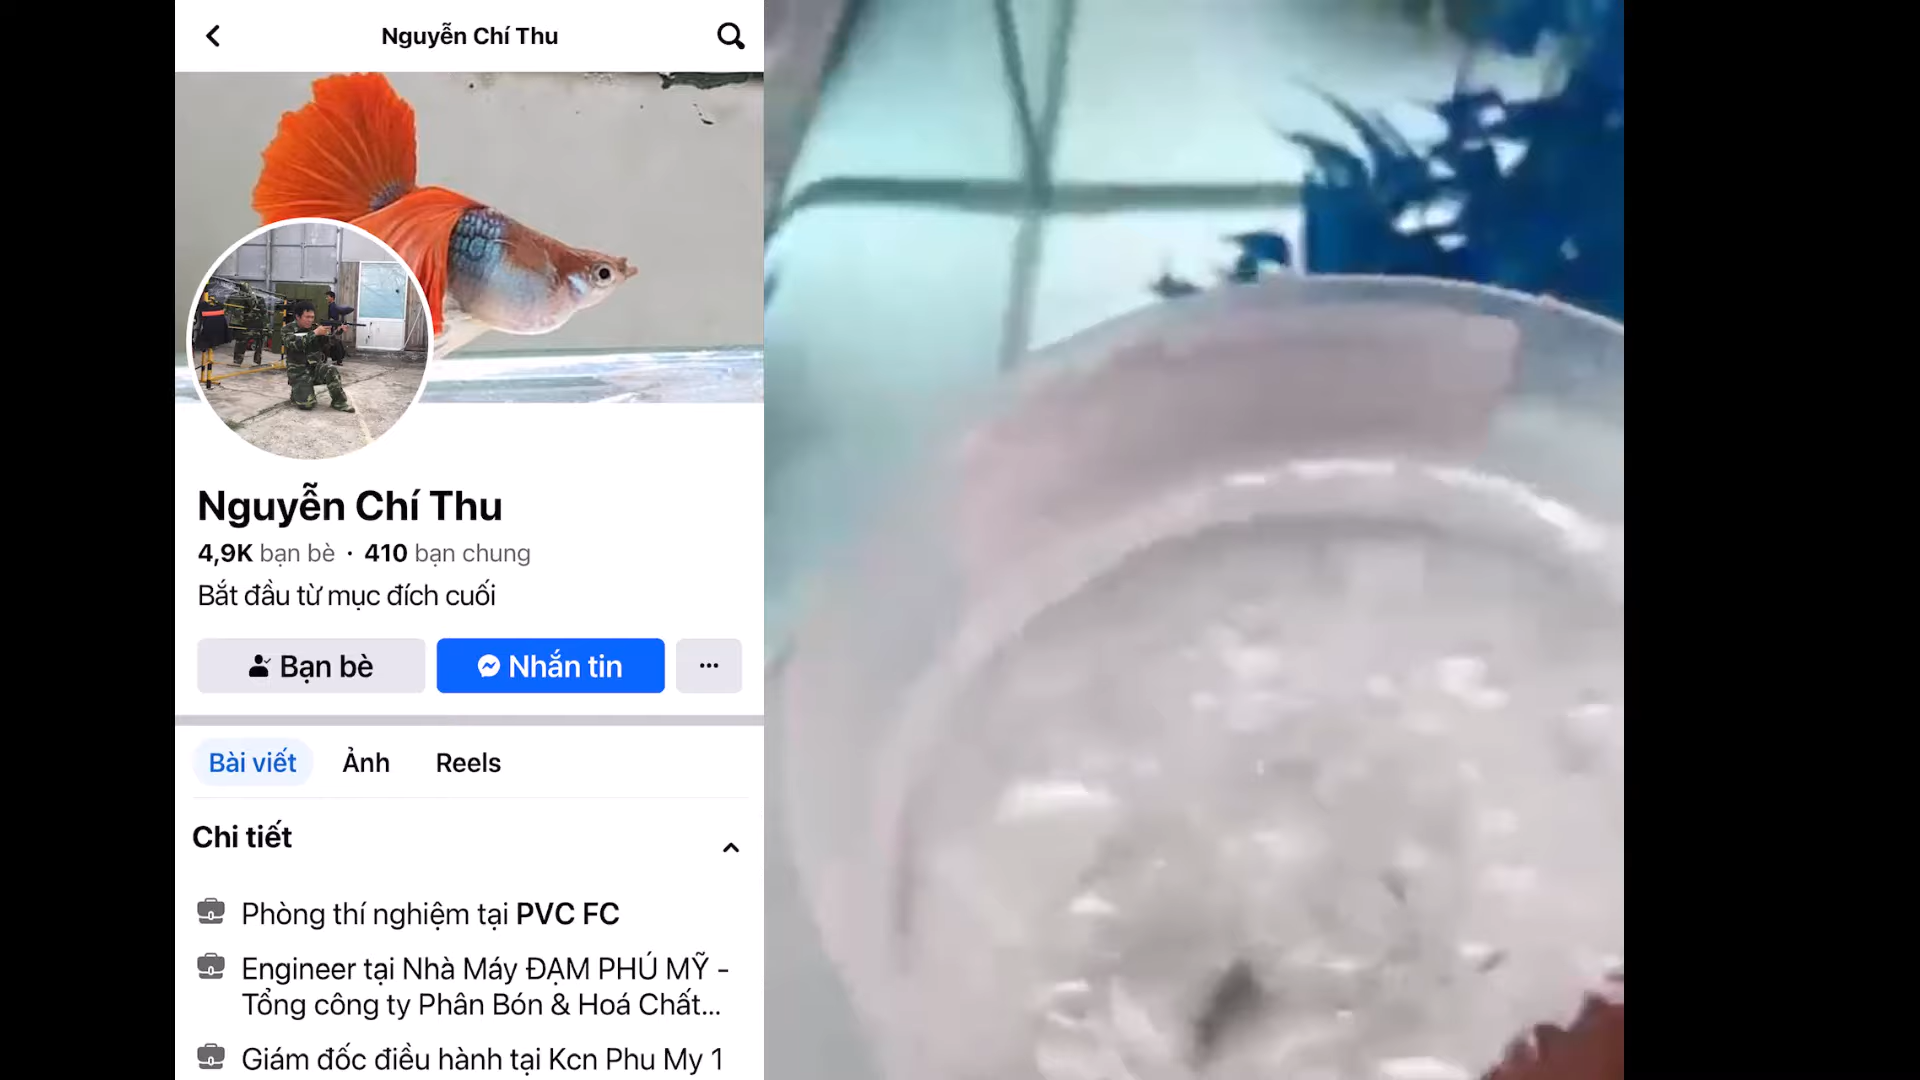 Nguyễn Chí Thu
Nguyễn Chí Thu
4,9K bạn bè · 410 bạn chung
Bắt đầu từ mục đích cuối
Bạn bè
Nhắn tin
Bài viết
Ảnh
Reels
Chi tiết
Phòng thí nghiệm tại PVC FC
Engineer tại Nhà Máy ĐẠM PHÚ MỸ -
Tổng công ty Phân Bón & Hoá Chất...
Giám đốc điều hành tại Kcn Phu My 1